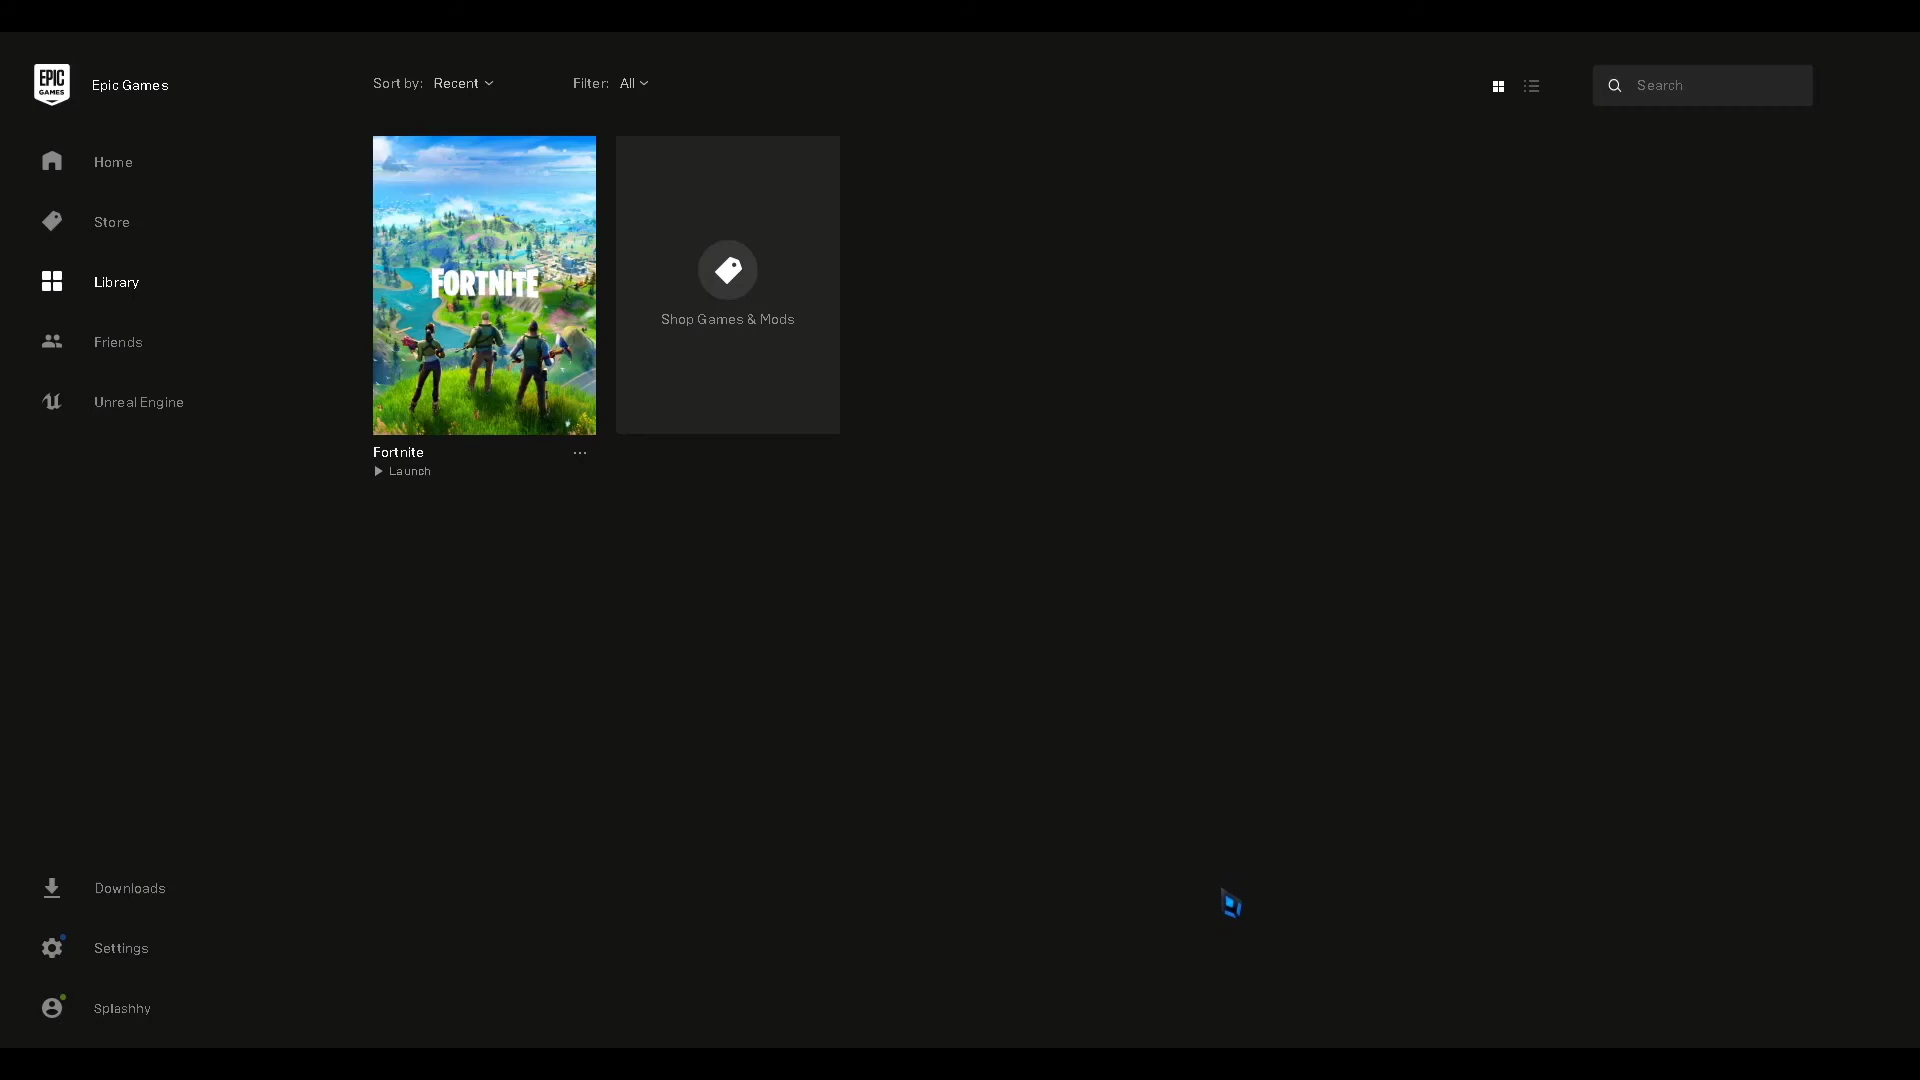 EPIC
GAMES
Epic Games
Sort by: Recent
Filter: All
Search
Home
Store
Library
Friends
Unreal Engine
FORTNITE
Shop Games & Mods
Fortnite
...
Launch
Downloads
Settings
Splashhy